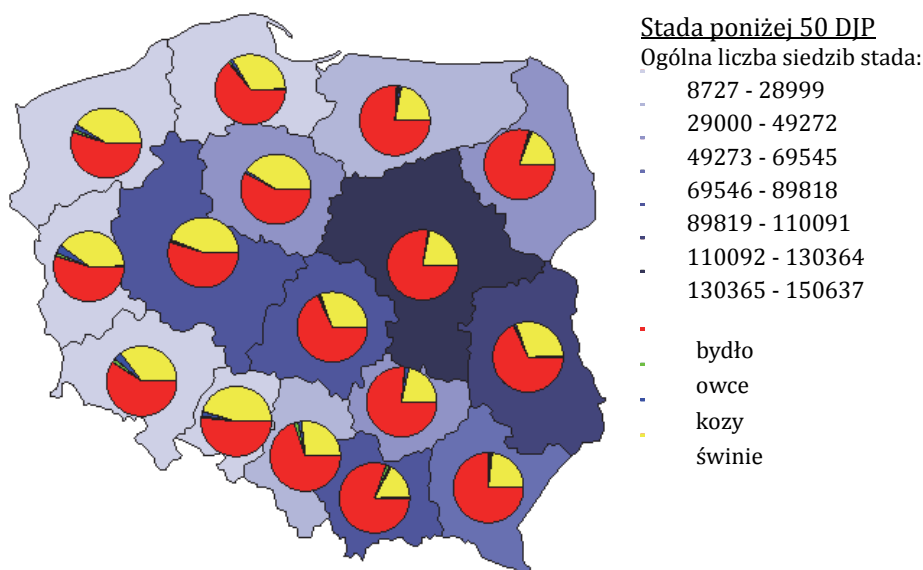 Stada poniżej 50 DJP
Ogólna liczba siedzib stada:
8727 - 28999
29000 - 49272
49273 - 69545
69546 - 89818
89819 - 110091
110092 - 130364
130365 - 150637
bydło
owce
kozy
świnie